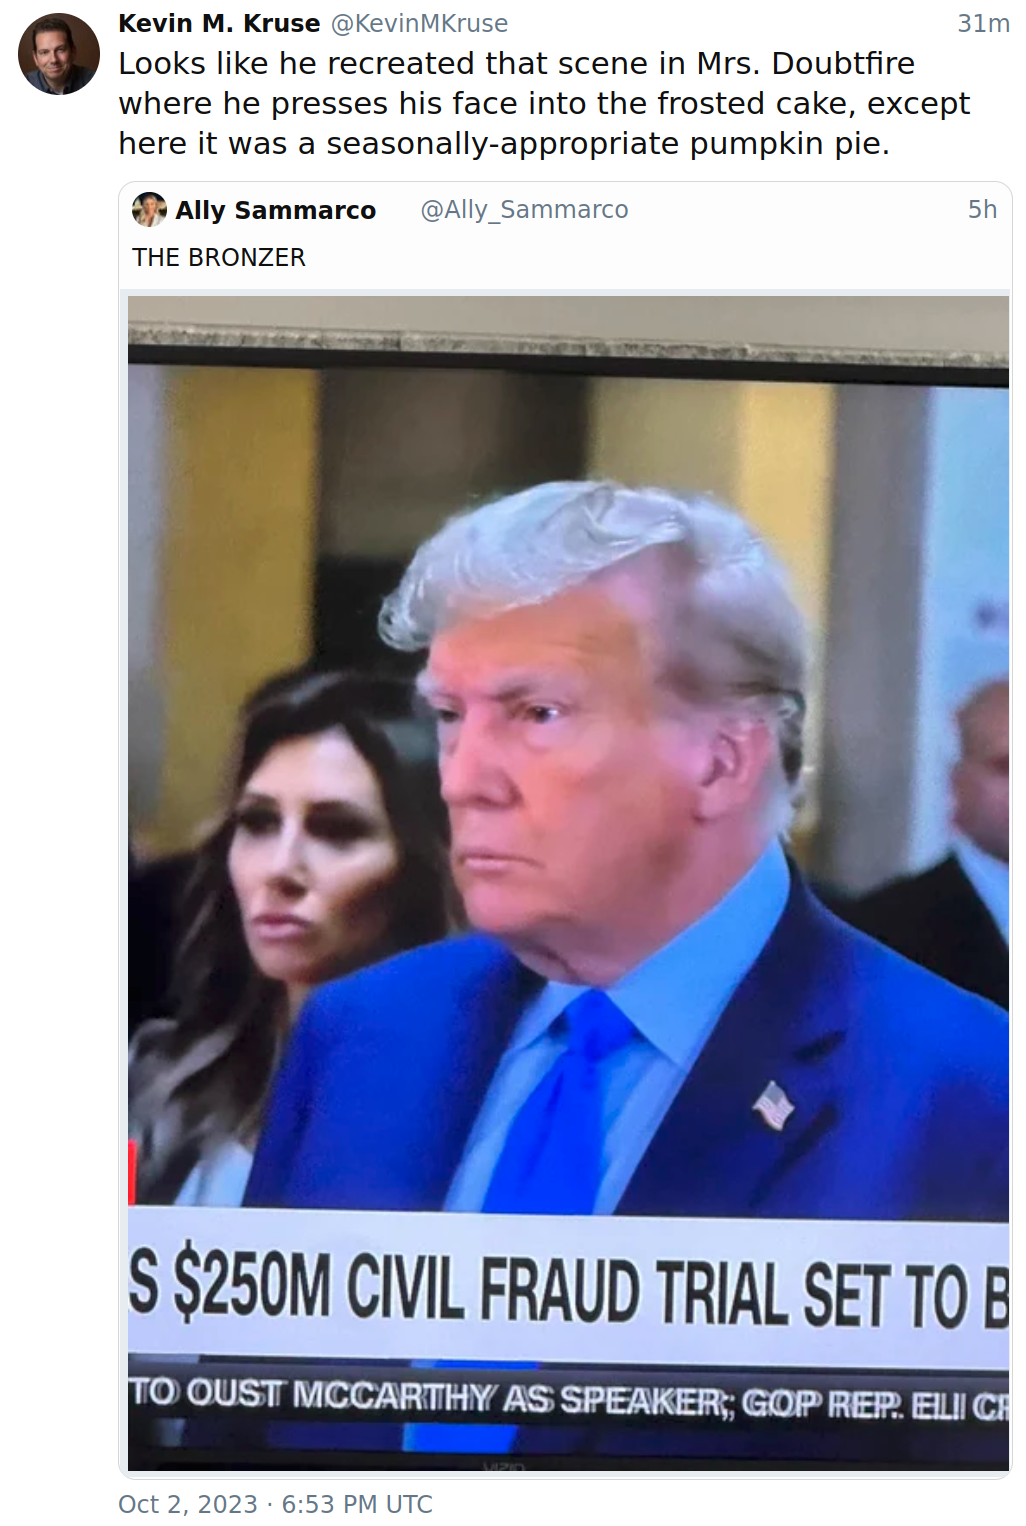 Kevin M. Kruse @KevinMKruse 31m
Looks like he recreated that scene in Mrs. Doubtfire
where he presses his face into the frosted cake, except
here it was a seasonally-appropriate pumpkin pie.
Ally Sammarco @Ally_Sammarco 5h
THE BRONZER
S $250M CIVIL FRAUD TRIAL SET TO B
TO OUST MCCARTHY AS SPEAKER; GOP REP. ELI CR
VIZIO
Oct 2, 2023 · 6:53 PM UTC